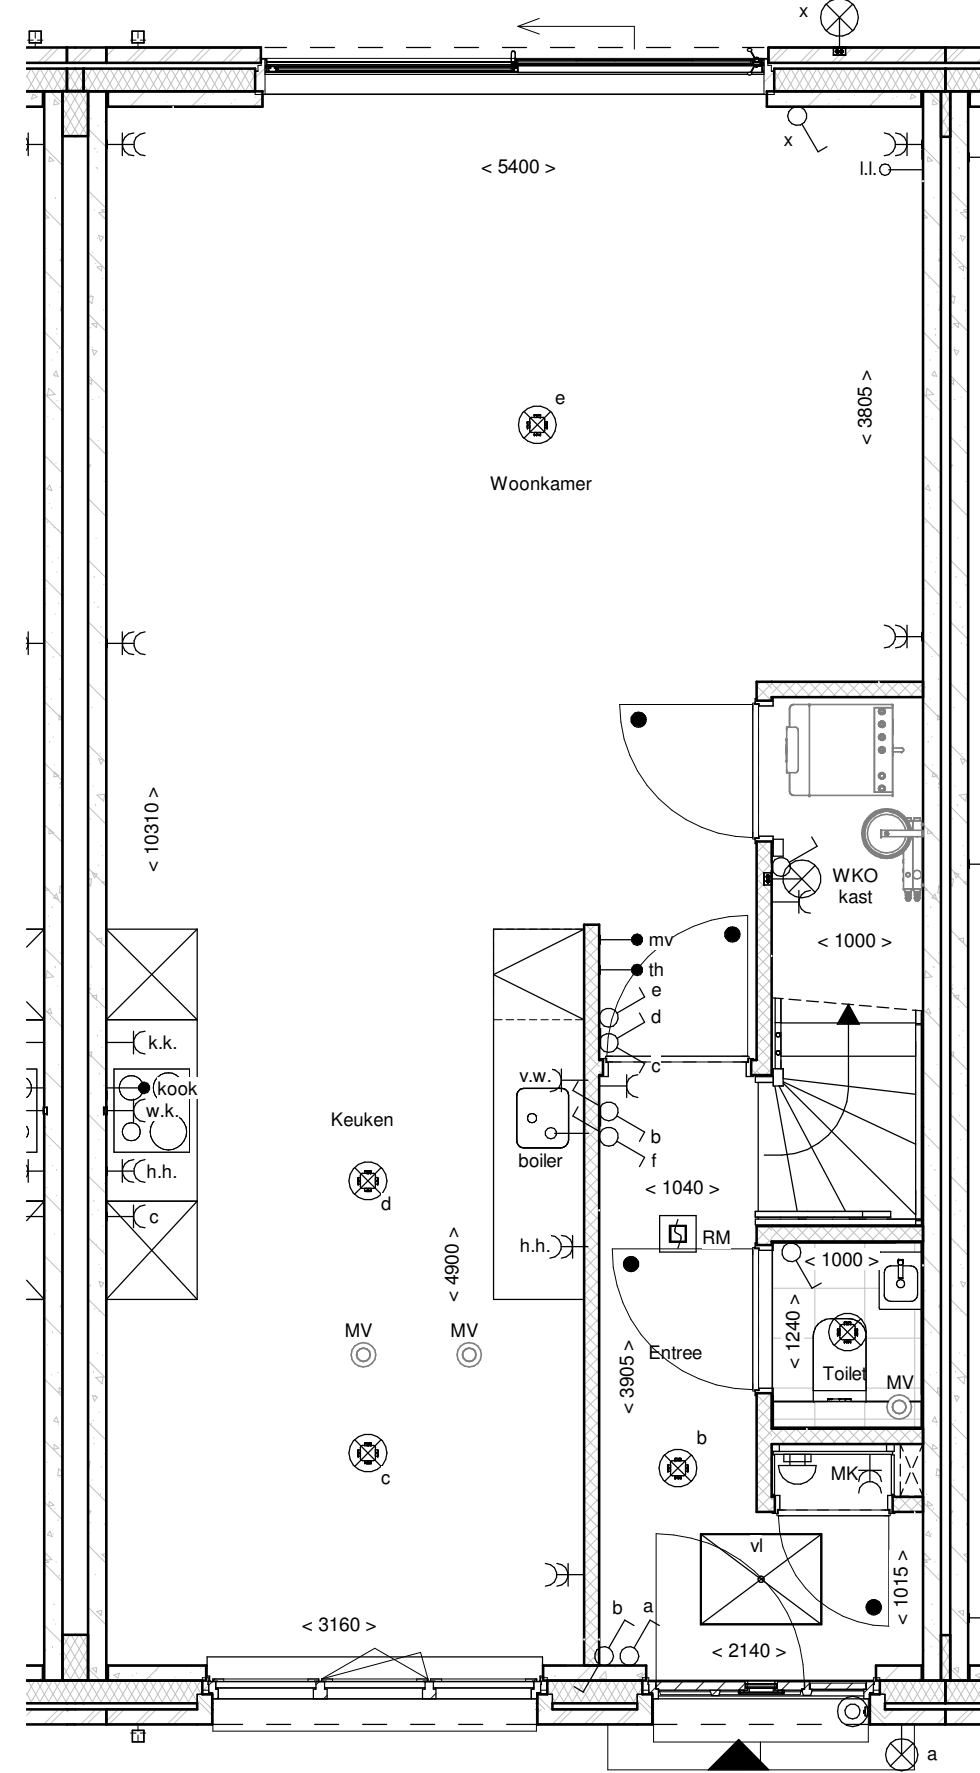 x
x
< 5400 >
l.l.
e
< 3805 >
Woonkamer
< 10310 >
WKO
kast
< 1000 >
mv
th
e
d
k.k.
c
v.w.
kook
w.k.
Keuken
b
boiler
f
h.h.
< 1040 >
d
c
RM
h.h.
< 4900 >
< 1000 >
< 1240 >
MV
MV
Entree
< 3905 >
Toilet
MV
b
c
MK
vl
< 1015 >
b
a
< 3160 >
< 2140 >
a